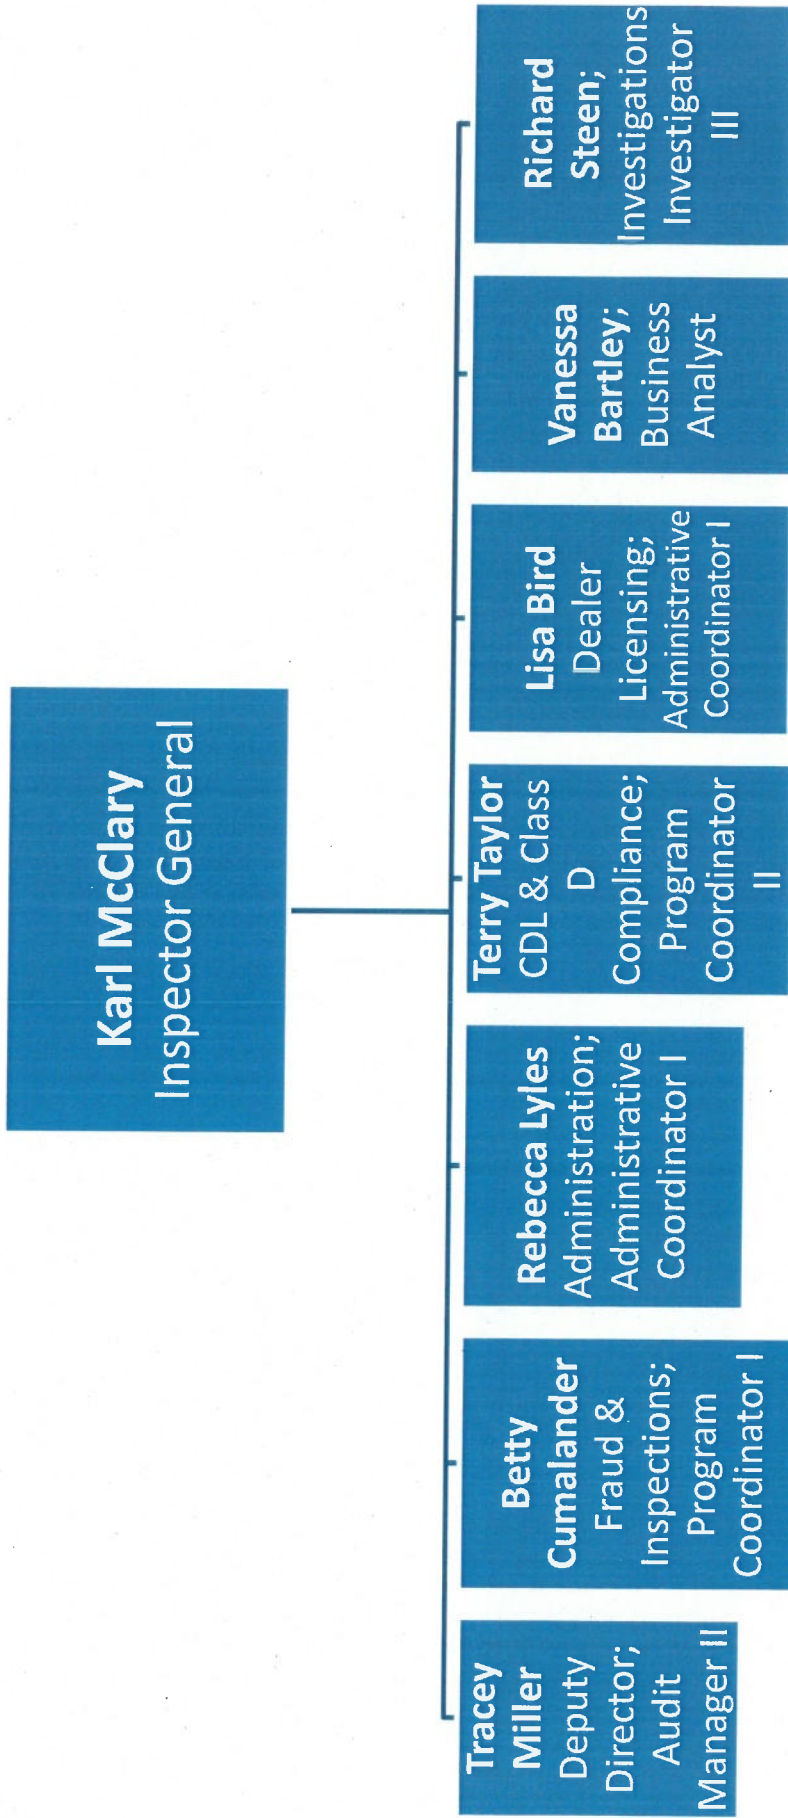 Karl McClary
Inspector General
Tracey
Miller
Deputy
Director;
Audit
Manager II
Betty
Cumalander
Fraud &
Inspections;
Program
Coordinator I
Rebecca Lyles
Administration;
Administrative
Coordinator I
Terry Taylor
CDL & Class
D
Compliance;
Program
Coordinator
II
Lisa Bird
Dealer
Licensing;
Administrative
Coordinator I
Vanessa
Bartley;
Business
Analyst
Richard
Steen;
Investigations
Investigator
III